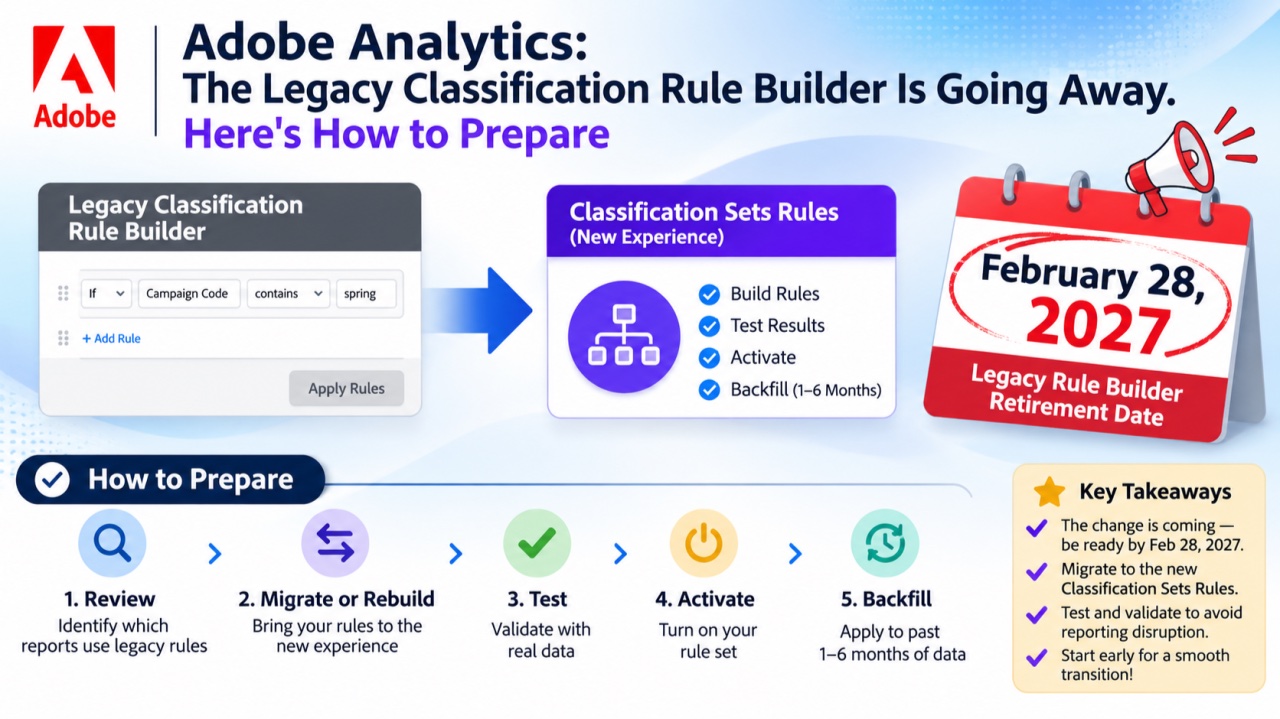 Adobe
Adobe Analytics:
The Legacy Classification Rule Builder Is Going Away.
Here's How to Prepare
Legacy Classification
Rule Builder
If
Campaign Code
contains
spring
+ Add Rule
Apply Rules
Classification Sets Rules
(New Experience)
Build Rules
Test Results
Activate
Backfill (1–6 Months)
February 28,
2027
Legacy Rule Builder
Retirement Date
How to Prepare
1. Review
Identify which
reports use legacy rules
2. Migrate or Rebuild
Bring your rules to the
new experience
3. Test
Validate with
real data
4. Activate
Turn on your
rule set
5. Backfill
Apply to past
1–6 months of data
Key Takeaways
The change is coming —
be ready by Feb 28, 2027.
Migrate to the new
Classification Sets Rules.
Test and validate to avoid
reporting disruption.
Start early for a smooth
transition!